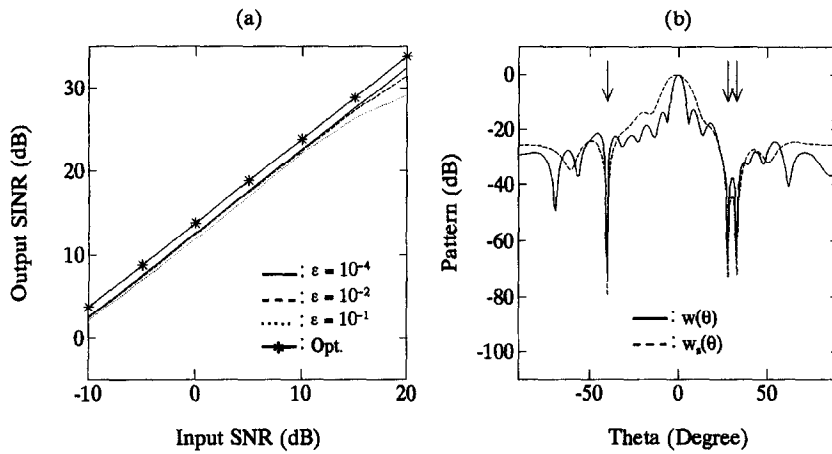 (a)
Output SINR (dB)
30
20
10
0
-10
0
10
20
Input SNR (dB)
: ε = 10⁻⁴
: ε = 10⁻²
: ε = 10⁻¹
: Opt.
(b)
Pattern (dB)
0
-20
-40
-60
-80
-100
-50
0
50
Theta (Degree)
: w(θ)
: wₛ(θ)